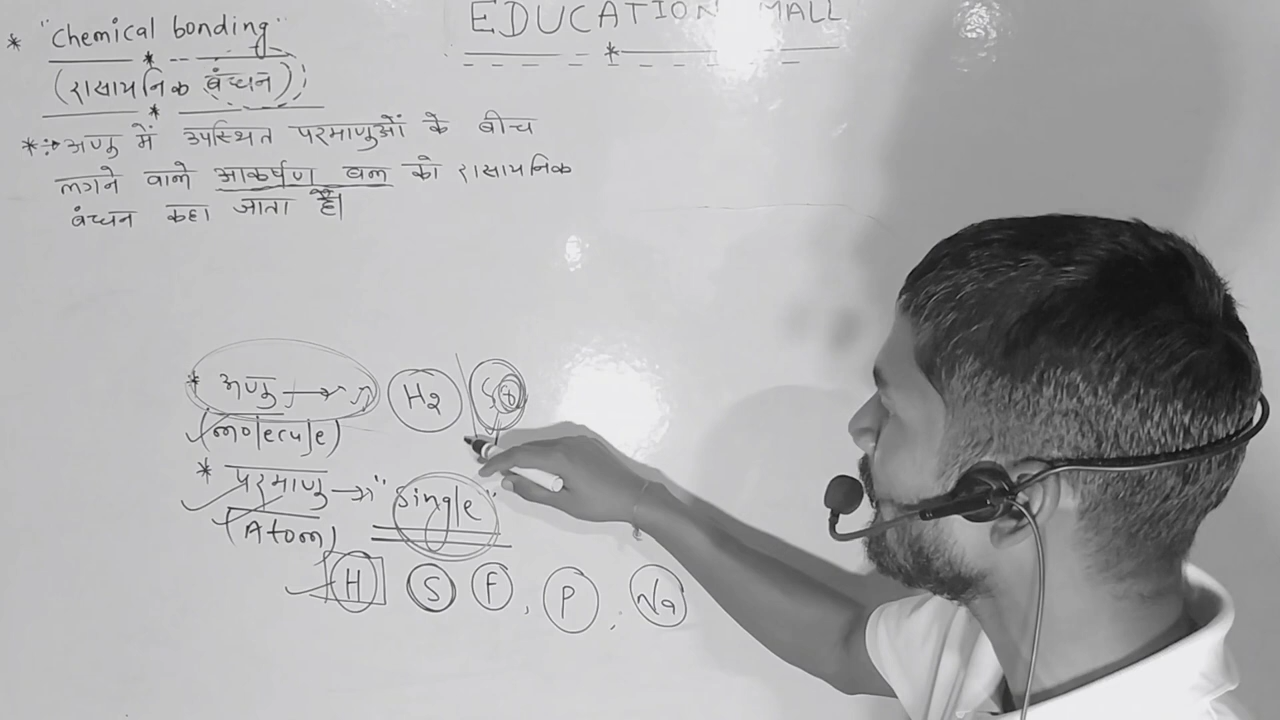 EDUCATION MALL
* "Chemical bonding"
(रासायनिक बंधन)
* अणु में उपस्थित परमाणुओं के बीच
लगने वाले आकर्षण बल को रासायनिक
बंधन कहा जाता है।
* अणु → H2 S8
(molecule)
* परमाणु → "Single"
(Atom)
H S F, P, Na